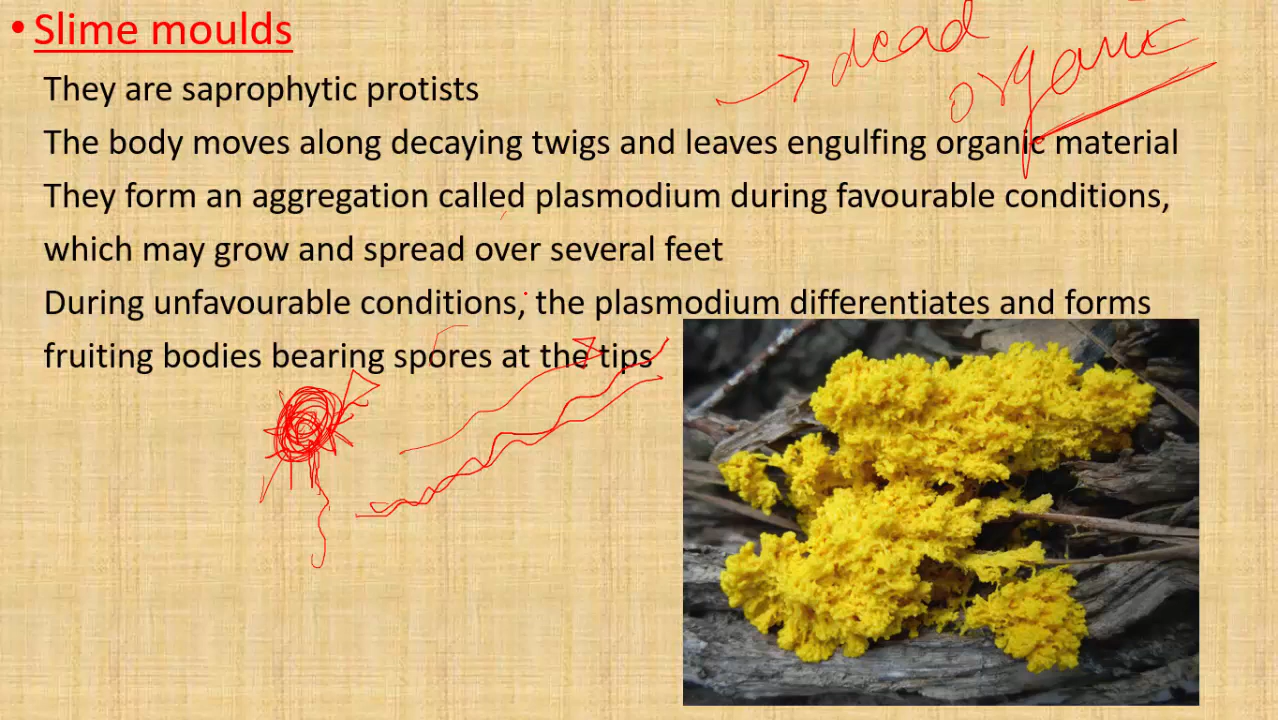 • Slime moulds
→ dead
organic
They are saprophytic protists
The body moves along decaying twigs and leaves engulfing organic material
They form an aggregation called plasmodium during favourable conditions,
which may grow and spread over several feet
During unfavourable conditions, the plasmodium differentiates and forms
fruiting bodies bearing spores at the tips